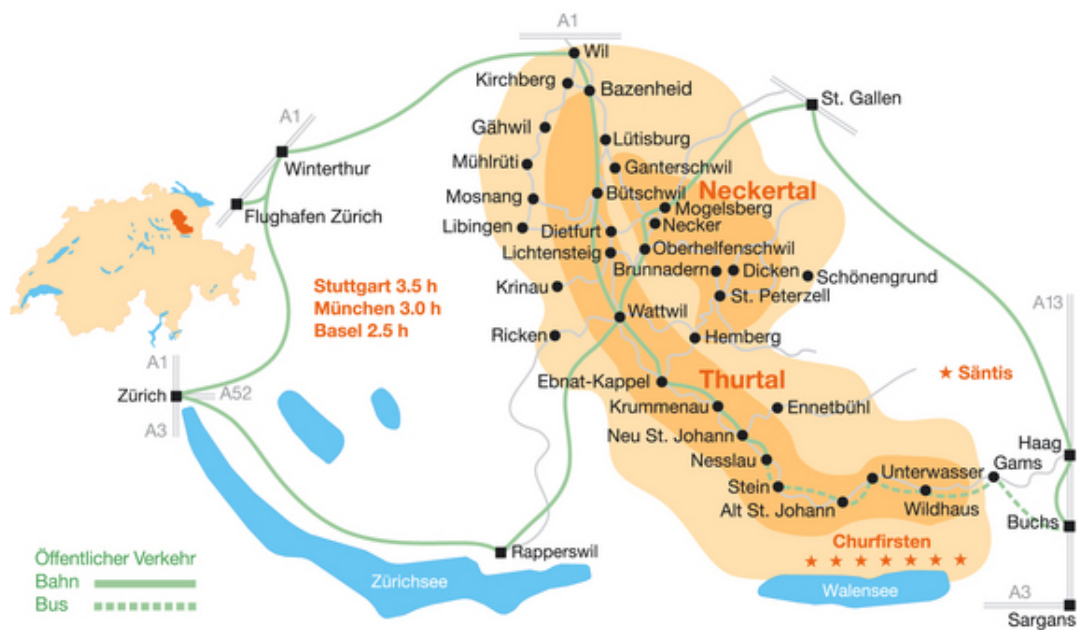 A1
Wil
Kirchberg
Bazenheid
St. Gallen
A1
Gähwil
Lütisburg
Winterthur
Mühlrüti
Ganterschwil
Neckertal
Mosnang
Bütschwil
Flughafen Zürich
Mogelsberg
Libingen
Dietfurt
Necker
Lichtensteig
Oberhelfenschwil
Brunnadern
Dicken
Schönengrund
Stuttgart 3.5 h
München 3.0 h
Basel 2.5 h
Krinau
St. Peterzell
A13
Wattwil
Ricken
Hemberg
A1
Ebnat-Kappel
Thurtal
Säntis
Zürich
A52
Krummenau
Ennetbühl
A3
Neu St. Johann
Haag
Nesslau
Unterwasser
Gams
Stein
Alt St. Johann
Wildhaus
Buchs
Churfirsten
Rapperswil
Öffentlicher Verkehr
Bahn
Bus
Zürichsee
Walensee
A3
Sargans